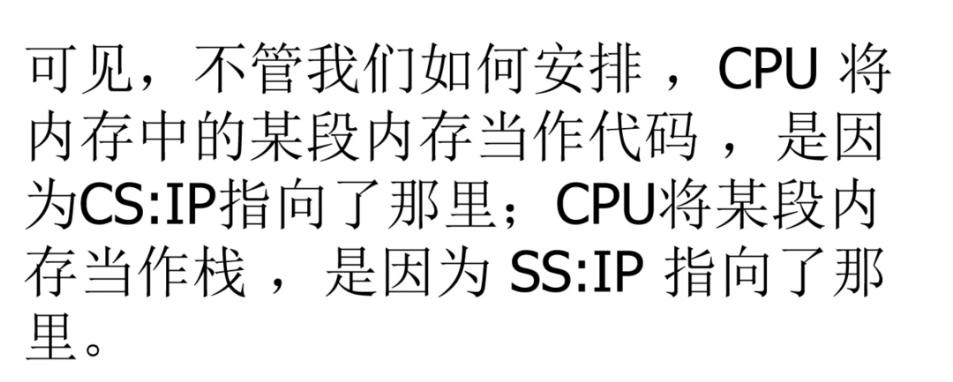 可见，不管我们如何安排 ，CPU 将
内存中的某段内存当作代码 ，是因
为CS:IP指向了那里；CPU将某段内
存当作栈 ，是因为 SS:IP 指向了那
里。